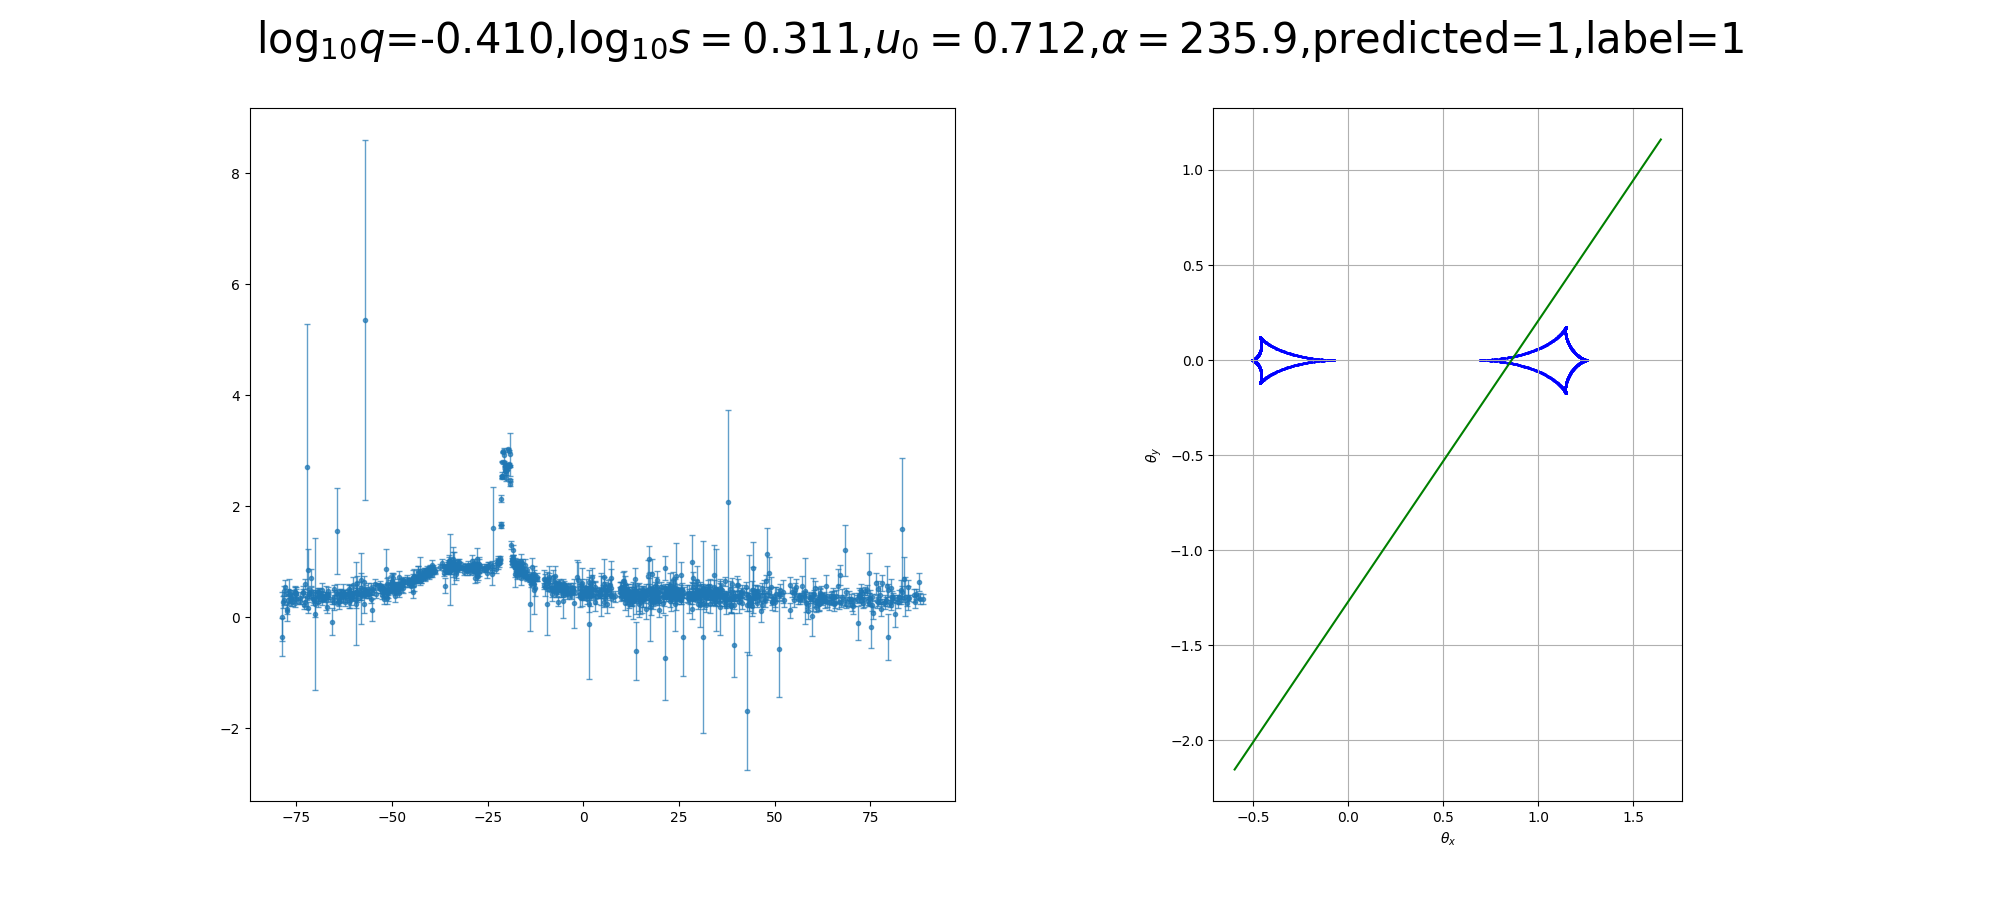 log₁₀q=-0.410,log₁₀s = 0.311,u₀ = 0.712,α = 235.9,predicted=1,label=1
8
6
4
2
0
−2
−75 −50 −25 0 25 50 75
1.0
0.5
0.0
−0.5
−1.0
−1.5
−2.0
θy
−0.5 0.0 0.5 1.0 1.5
θx